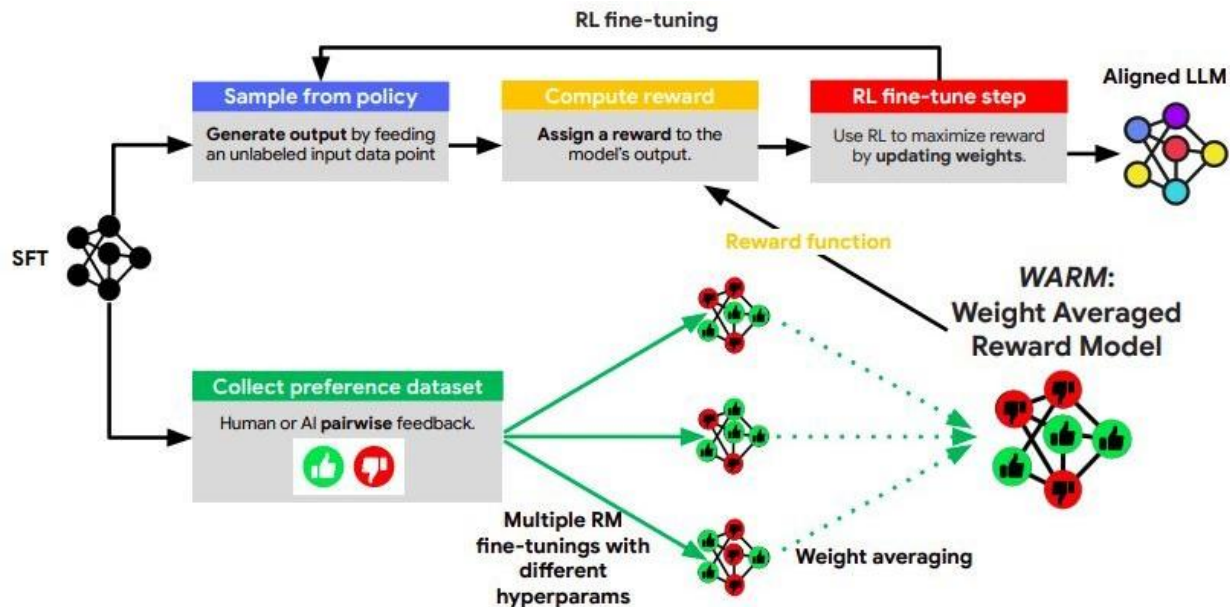 RL fine-tuning
Sample from policy
Generate output by feeding
an unlabeled input data point
Compute reward
Assign a reward to the
model's output.
RL fine-tune step
Use RL to maximize reward
by updating weights.
Aligned LLM
SFT
Reward function
WARM:
Weight Averaged
Reward Model
Collect preference dataset
Human or AI pairwise feedback.
Multiple RM
fine-tunings with
different
hyperparams
Weight averaging